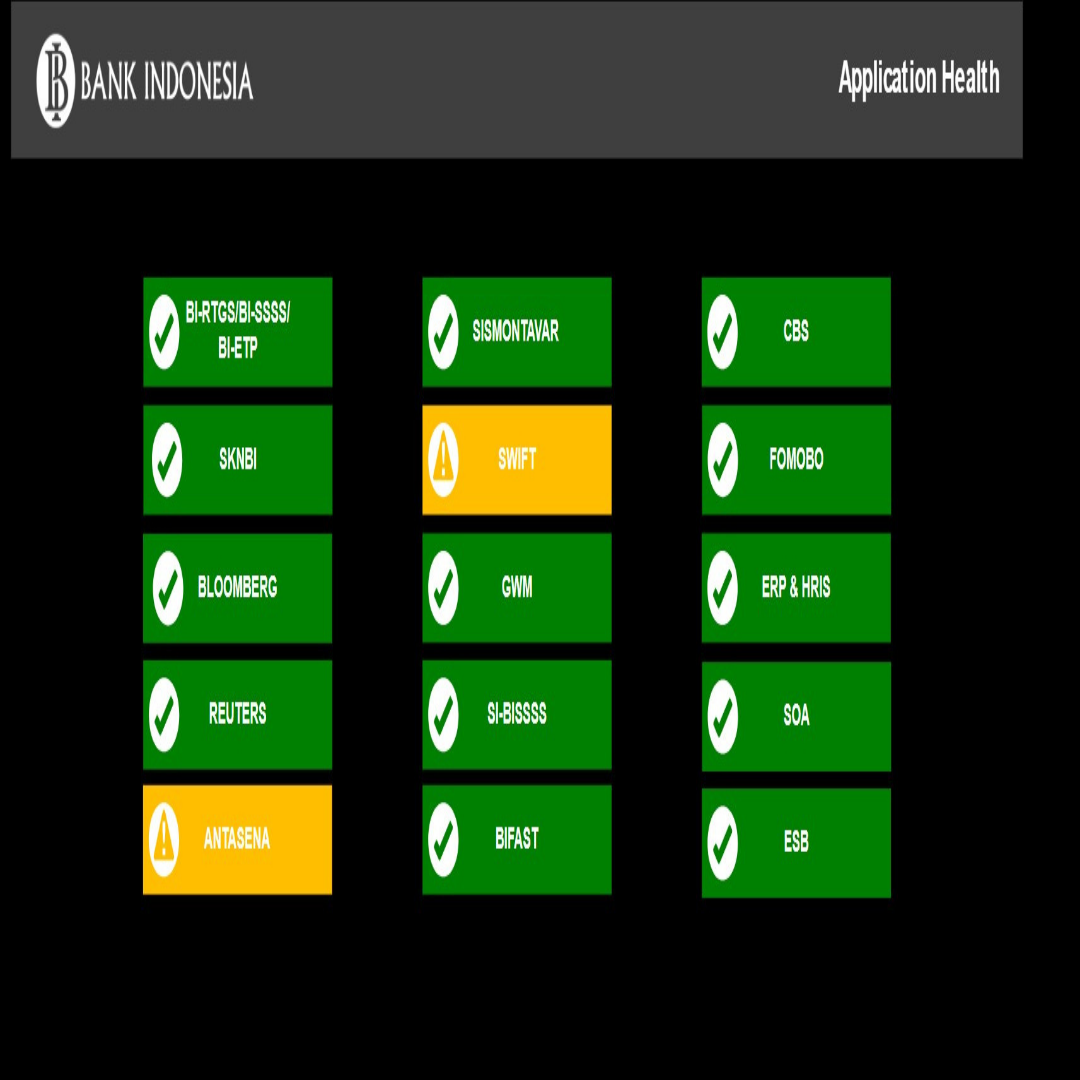 BANK INDONESIA
Application Health
BI-RTGS/BI-SSSS/
BI-ETP
SISMONTAVAR
CBS
SKNBI
SWIFT
FOMOBO
BLOOMBERG
GWM
ERP & HRIS
REUTERS
SI-BISSSS
SOA
ANTASENA
BIFAST
ESB